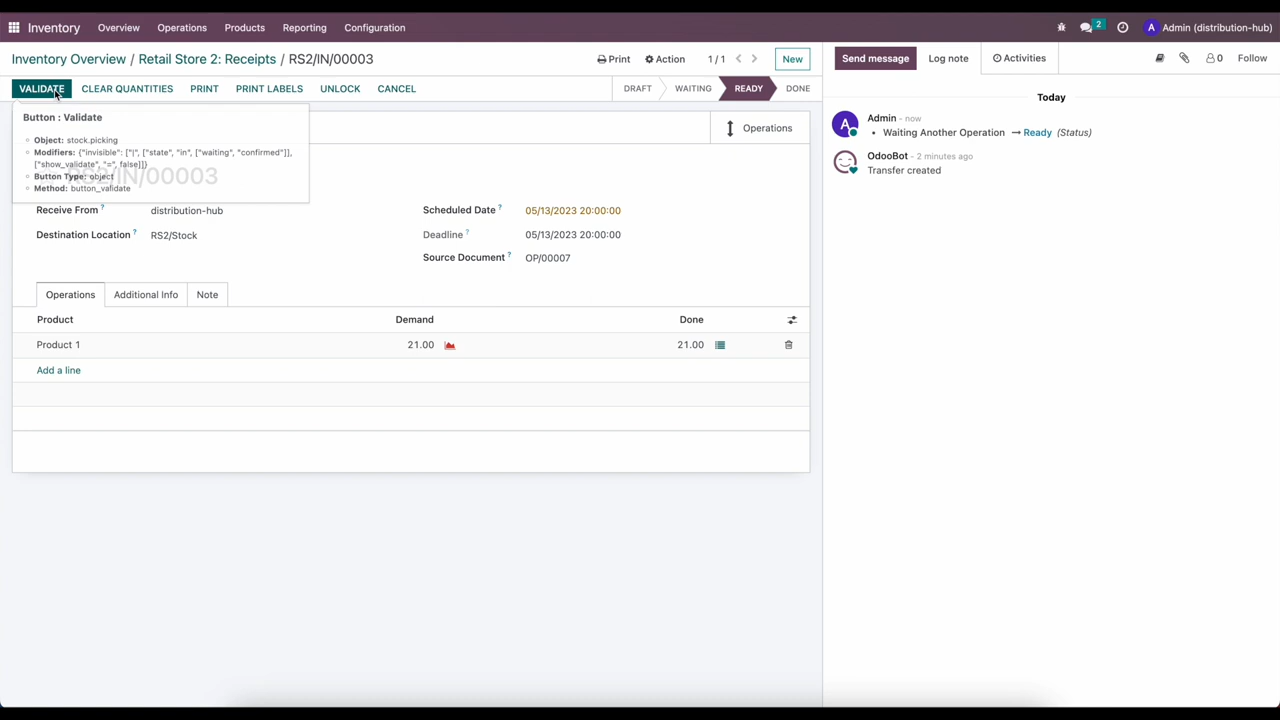 Inventory Overview Operations Products Reporting Configuration 2 A Admin (distribution-hub)
Inventory Overview / Retail Store 2: Receipts / RS2/IN/00003 Print Action 1 / 1 New Send message Log note Activities 0 Follow
VALIDATE CLEAR QUANTITIES PRINT PRINT LABELS UNLOCK CANCEL DRAFT WAITING READY DONE
Today
Button : Validate
Object: stock.picking
Modifiers: {"invisible": ["|", ["state", "in", ["waiting", "confirmed"]],
["show_validate", "=", false]]}
Button Type: object
Method: button_validate
RS2/IN/00003
Operations
A Admin - now
Waiting Another Operation → Ready (Status)
OdooBot - 2 minutes ago
Transfer created
Receive From ? distribution-hub Scheduled Date ? 05/13/2023 20:00:00
Destination Location ? RS2/Stock Deadline ? 05/13/2023 20:00:00
Source Document ? OP/00007
Operations Additional Info Note
Product Demand Done
Product 1 21.00 21.00
Add a line